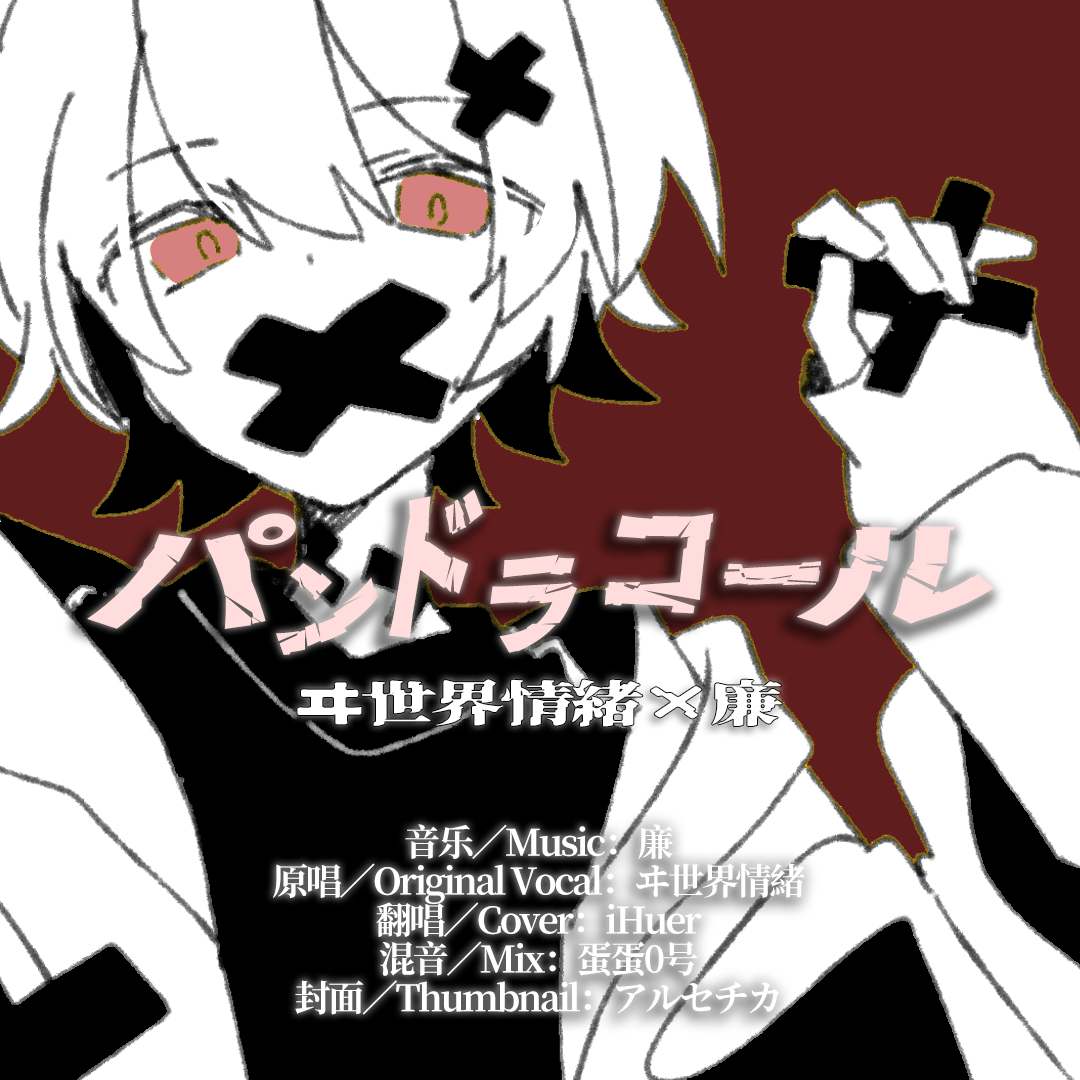 パンドラコール
ヰ世界情緒×廉
音乐／Music：廉
原唱／Original Vocal：ヰ世界情緒
翻唱／Cover：iHuer
混音／Mix：蛋蛋0号
封面／Thumbnail：アルセチカ